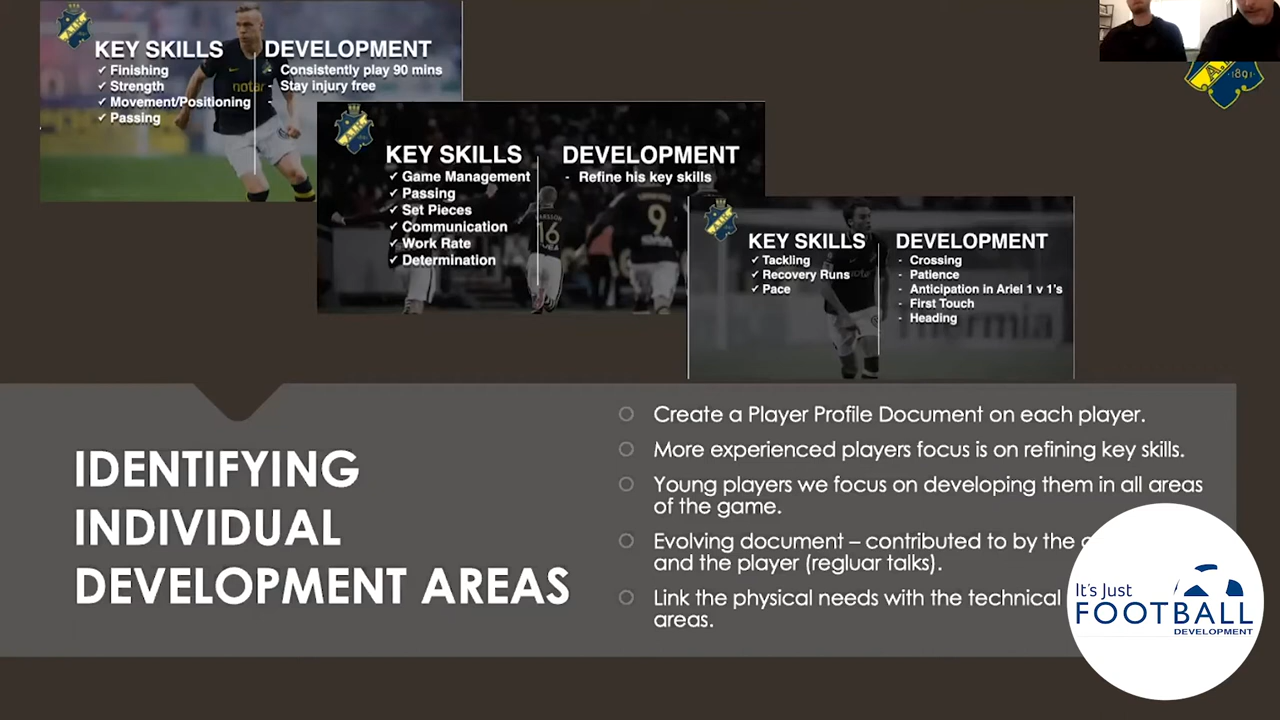 KEY SKILLS
✓ Finishing
✓ Strength
✓ Movement/Positioning
✓ Passing
DEVELOPMENT
Consistently play 90 mins
- Stay injury free
-
notar
KEY SKILLS
✓ Game Management
✓ Passing
✓ Set Pieces
✓ Communication
✓ Work Rate
✓ Determination
DEVELOPMENT
- Refine his key skills
16
9
KEY SKILLS
✓ Tackling
✓ Recovery Runs
✓ Pace
DEVELOPMENT
- Crossing
- Patience
- Anticipation in Ariel 1 v 1's
- First Touch
- Heading
1891
IDENTIFYING
INDIVIDUAL
DEVELOPMENT AREAS
Create a Player Profile Document on each player.
More experienced players focus is on refining key skills.
Young players we focus on developing them in all areas
of the game.
Evolving document – contributed to by the
and the player (regluar talks).
Link the physical needs with the technical
areas.
It's Just
FOOTBALL
DEVELOPMENT